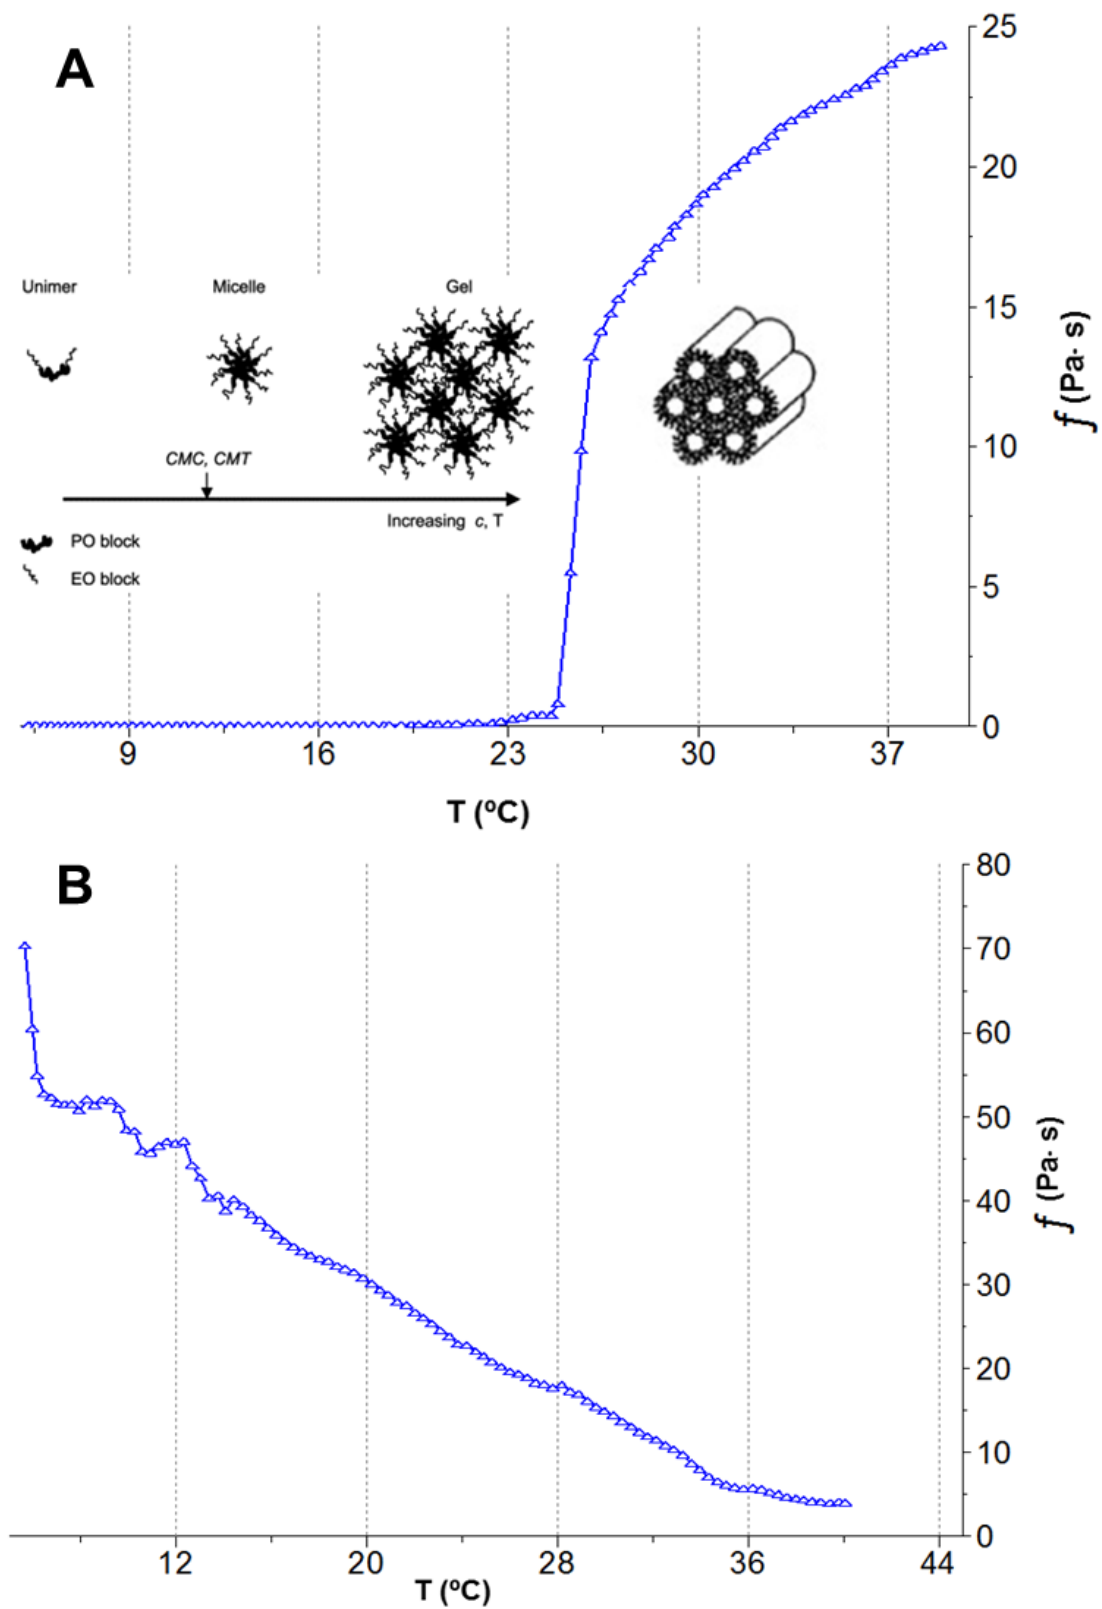 A
25
20
15
10
5
0
ƒ (Pa· s)
Unimer
Micelle
Gel
CMC, CMT
Increasing c, T
PO block
EO block
9
16
23
30
37
T (ºC)
B
80
70
60
50
40
30
20
10
0
ƒ (Pa· s)
12
20
28
36
44
T (ºC)